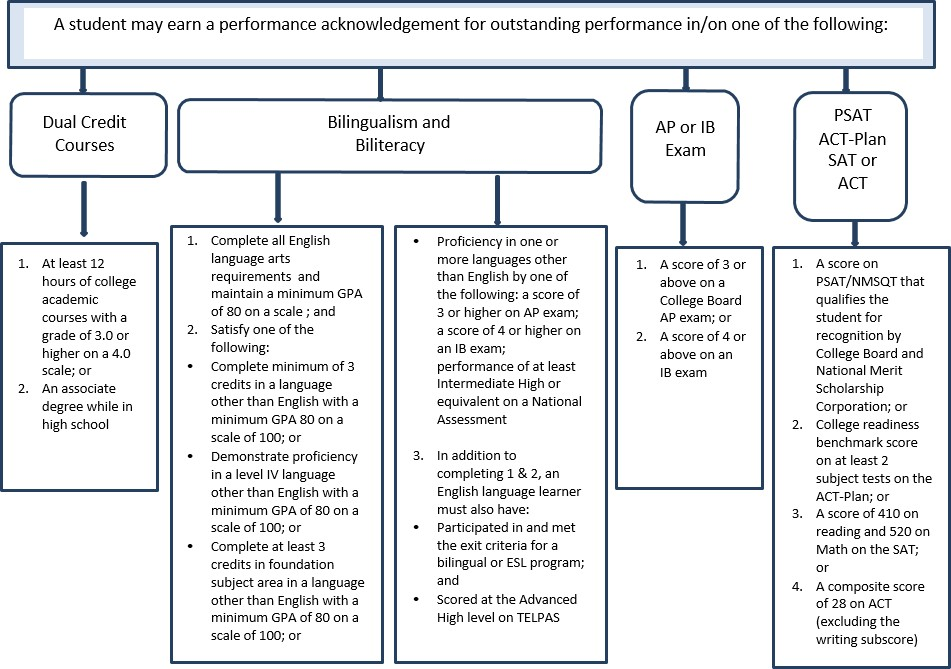 A student may earn a performance acknowledgement for outstanding performance in/on one of the following:
Dual Credit
Courses
Bilingualism and
Biliteracy
AP or IB
Exam
PSAT
ACT-Plan
SAT or
ACT
1. At least 12
hours of college
academic
courses with a
grade of 3.0 or
higher on a 4.0
scale; or
2. An associate
degree while in
high school
1. Complete all English
language arts
requirements and
maintain a minimum GPA
of 80 on a scale ; and
2. Satisfy one of the
following:
• Complete minimum of 3
credits in a language
other than English with a
minimum GPA 80 on a
scale of 100; or
• Demonstrate proficiency
in a level IV language
other than English with a
minimum GPA of 80 on a
scale of 100; or
• Complete at least 3
credits in foundation
subject area in a language
other than English with a
minimum GPA of 80 on a
scale of 100; or
• Proficiency in one or
more languages other
than English by one of
the following: a score of
3 or higher on AP exam;
a score of 4 or higher on
an IB exam;
performance of at least
Intermediate High or
equivalent on a National
Assessment
3. In addition to
completing 1 & 2, an
English language learner
must also have:
• Participated in and met
the exit criteria for a
bilingual or ESL program;
and
• Scored at the Advanced
High level on TELPAS
1. A score of 3 or
above on a
College Board
AP exam; or
2. A score of 4 or
above on an
IB exam
1. A score on
PSAT/NMSQT that
qualifies the
student for
recognition by
College Board and
National Merit
Scholarship
Corporation; or
2. College readiness
benchmark score
on at least 2
subject tests on the
ACT-Plan; or
3. A score of 410 on
reading and 520 on
Math on the SAT;
or
4. A composite score
of 28 on ACT
(excluding the
writing subscore)